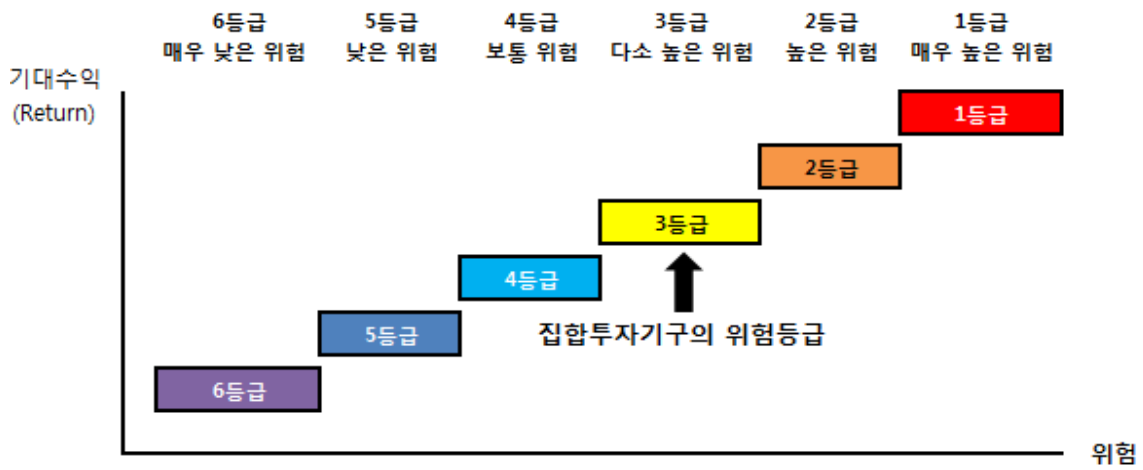 6등급
매우 낮은 위험
5등급
낮은 위험
4등급
보통 위험
3등급
다소 높은 위험
2등급
높은 위험
1등급
매우 높은 위험
기대수익
(Return)
1등급
2등급
3등급
4등급
집합투자기구의 위험등급
5등급
6등급
위험